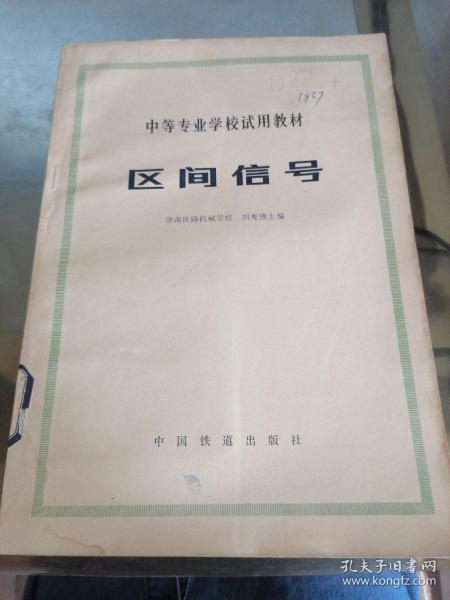 1927
中等专业学校试用教材
区间信号
济南铁路机械学校 胡宪德主编
中国铁道出版社
孔夫子旧书网
www.kongfz.com